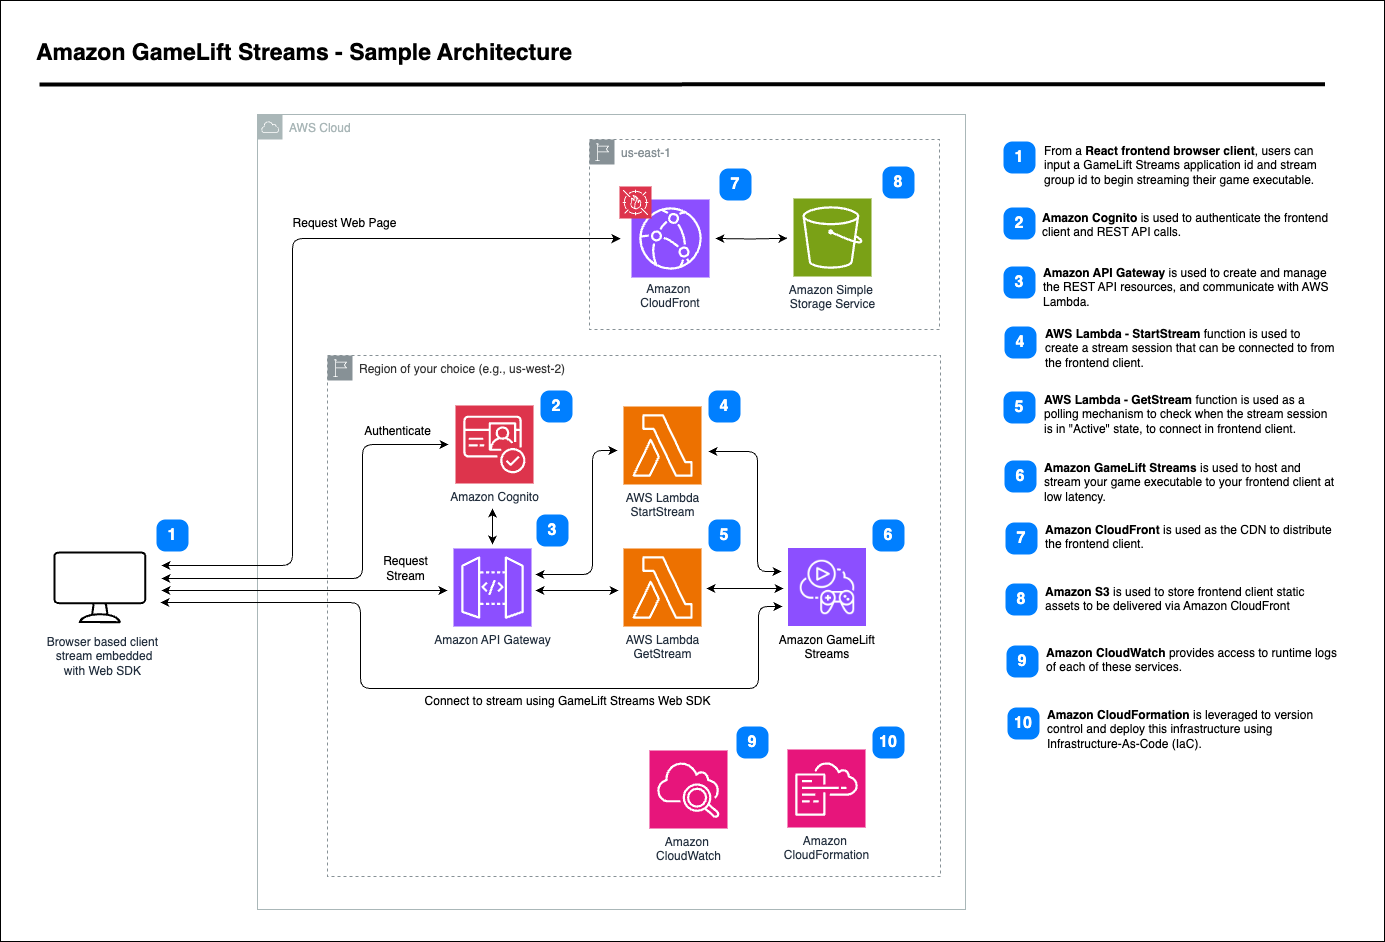 Amazon GameLift Streams - Sample Architecture
AWS Cloud
us-east-1
7
8
Request Web Page
Amazon
CloudFront
Amazon Simple
Storage Service
Region of your choice (e.g., us-west-2)
2
4
Authenticate
Amazon Cognito
AWS Lambda
StartStream
1
3
5
6
Request
Stream
Browser based client
stream embedded
with Web SDK
Amazon API Gateway
AWS Lambda
GetStream
Amazon GameLift
Streams
Connect to stream using GameLift Streams Web SDK
9
10
Amazon
CloudWatch
Amazon
CloudFormation
1
From a React frontend browser client, users can
input a GameLift Streams application id and stream
group id to begin streaming their game executable.
2
Amazon Cognito is used to authenticate the frontend
client and REST API calls.
3
Amazon API Gateway is used to create and manage
the REST API resources, and communicate with AWS
Lambda.
4
AWS Lambda - StartStream function is used to
create a stream session that can be connected to from
the frontend client.
5
AWS Lambda - GetStream function is used as a
polling mechanism to check when the stream session
is in "Active" state, to connect in frontend client.
6
Amazon GameLift Streams is used to host and
stream your game executable to your frontend client at
low latency.
7
Amazon CloudFront is used as the CDN to distribute
the frontend client.
8
Amazon S3 is used to store frontend client static
assets to be delivered via Amazon CloudFront
9
Amazon CloudWatch provides access to runtime logs
of each of these services.
10
Amazon CloudFormation is leveraged to version
control and deploy this infrastructure using
Infrastructure-As-Code (IaC).